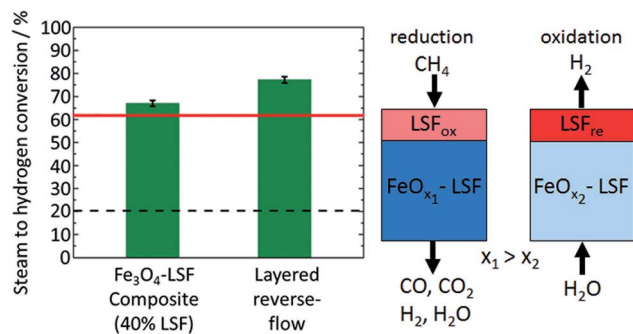 Steam to hydrogen conversion / %
100
90
80
70
60
50
40
30
20
10
0
Fe₃O₄-LSF
Composite
(40% LSF)
Layered
reverse-
flow
reduction
CH₄
LSFox
FeOx₁- LSF
CO, CO₂
H₂, H₂O
x₁ > x₂
oxidation
H₂
LSFre
FeOx₂- LSF
H₂O